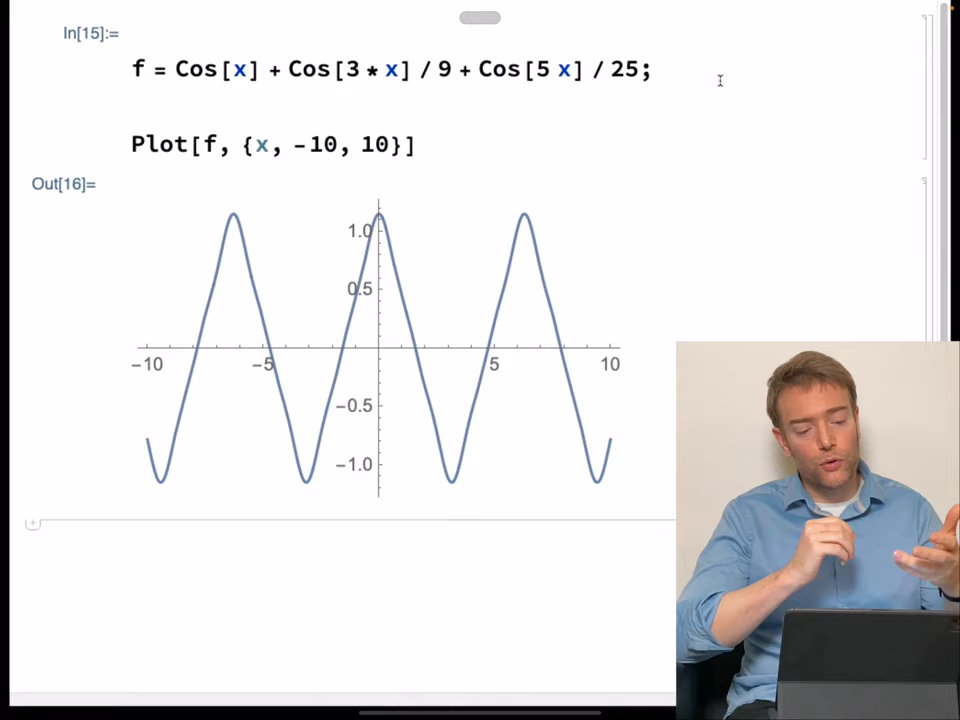 In[15]:=
f = Cos[x] + Cos[3 * x] / 9 + Cos[5 x] / 25;
Plot[f, {x, -10, 10}]
Out[16]=
1.0
0.5
-10
-5
5
10
-0.5
-1.0